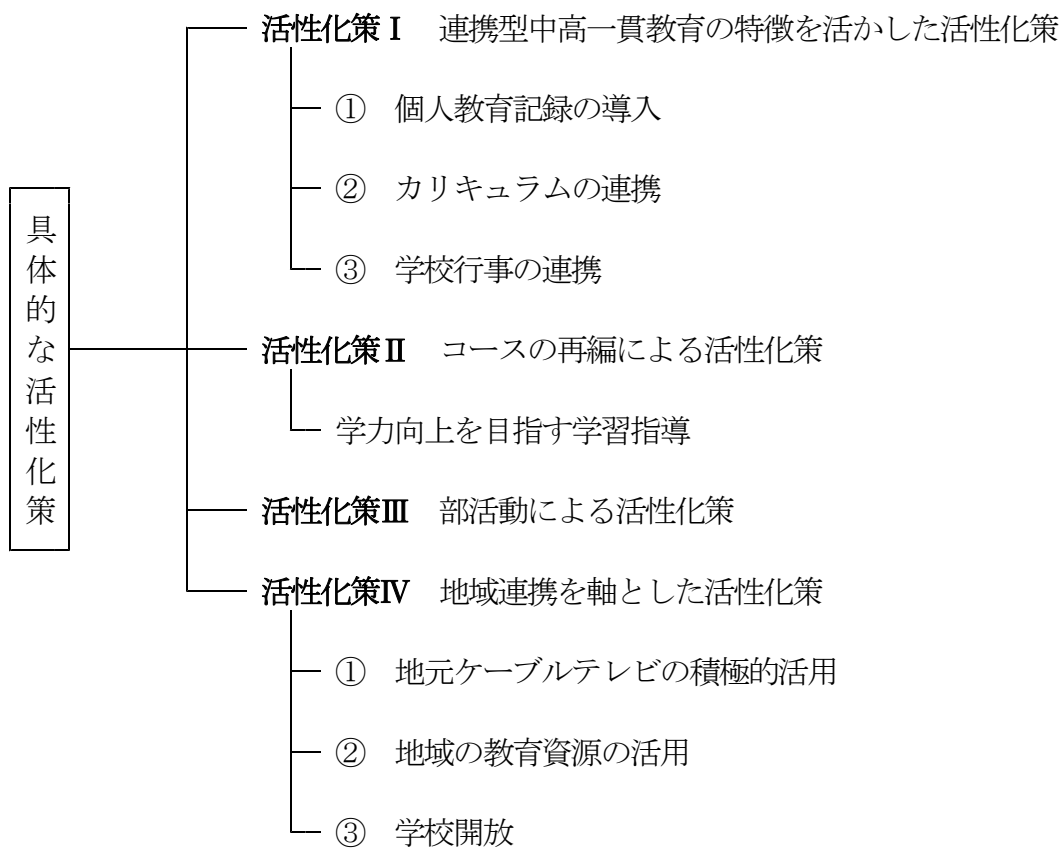 活性化策Ⅰ　連携型中高一貫教育の特徴を活かした活性化策
①　個人教育記録の導入
②　カリキュラムの連携
③　学校行事の連携
具体的な活性化策
活性化策Ⅱ　コースの再編による活性化策
学力向上を目指す学習指導
活性化策Ⅲ　部活動による活性化策
活性化策Ⅳ　地域連携を軸とした活性化策
①　地元ケーブルテレビの積極的活用
②　地域の教育資源の活用
③　学校開放